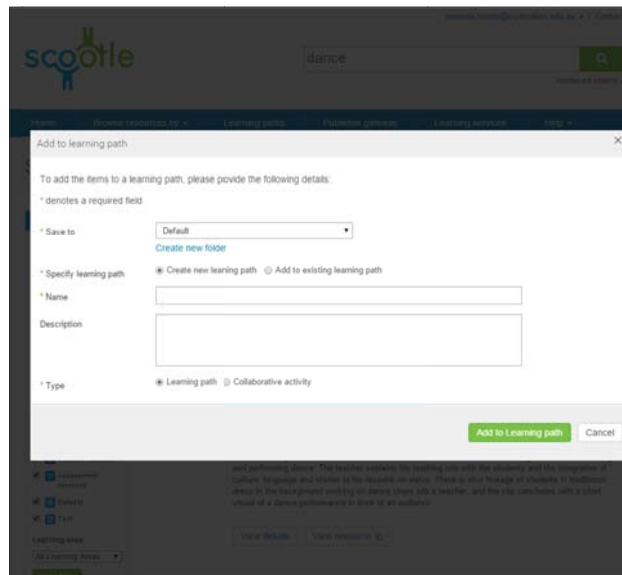 scootle
dance
Home Browse resources by Learning paths Publisher gateway Learning services Help
Add to learning path
To add the items to a learning path, please provide the following details:
* denotes a required field
* Save to Default
Create new folder
* Specify learning path Create new learning path Add to existing learning path
* Name
Description
* Type Learning path Collaborative activity
Add to Learning path Cancel
and performing dance. The teacher explains his teaching role with the students and the integration of
culture, language and stories in his lessons on dance. There is also footage of students in traditional
dress in the background working on dance steps with a teacher, and the clip concludes with a short
visual of a dance performance in front of an audience.
Text
Learning area
All Learning Areas
View details View resource